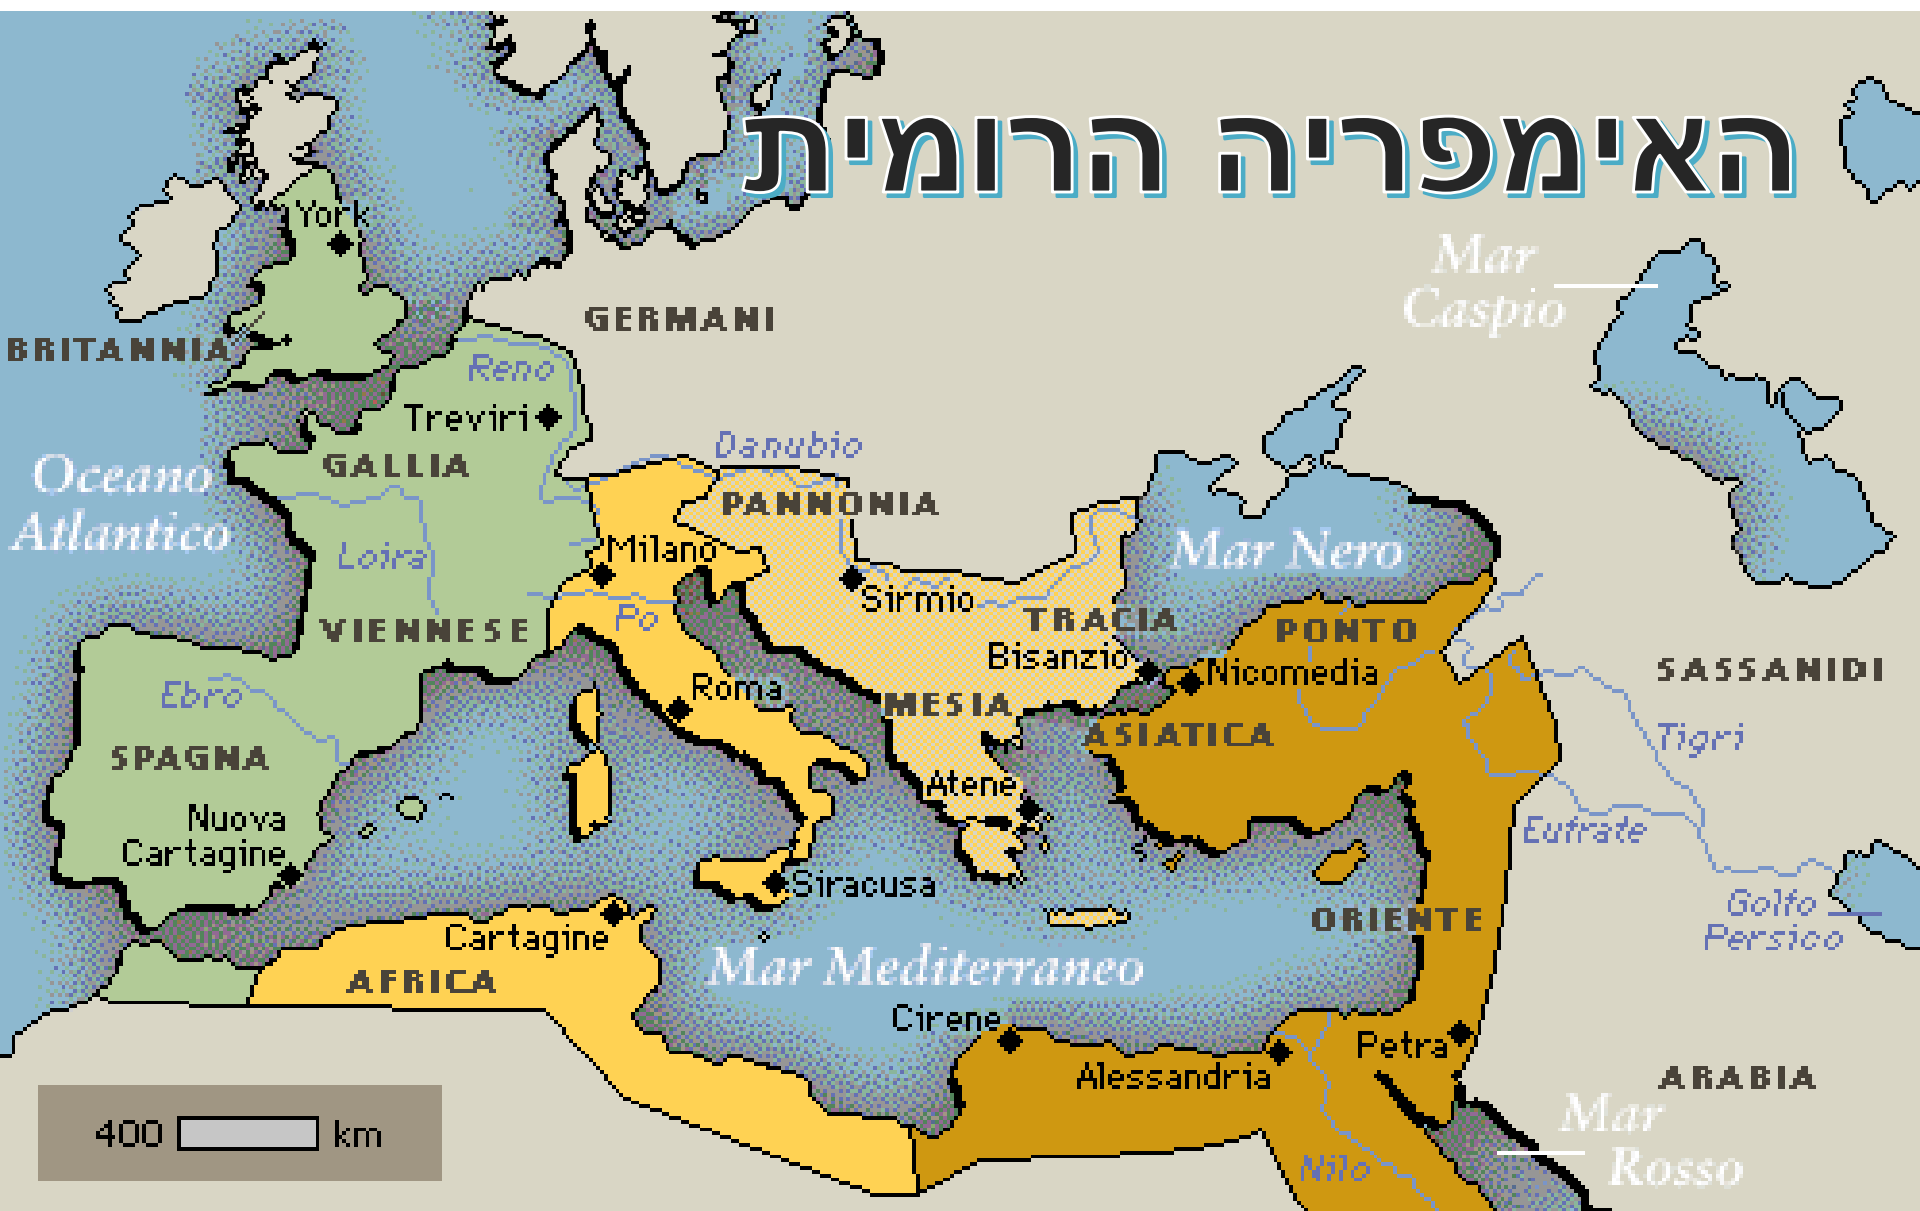 האימפריה הרומית
York
Mar
Caspio
GERMANI
BRITANNIA
Reno
Treviri
Danubio
GALLIA
Oceano
Atlantico
PANNONIA
Loira
Milano
Mar Nero
Sirmio
Po
TRACIA
PONTO
VIENNESE
Bisanzio
Nicomedia
SASSANIDI
Ebro
Roma
MESIA
ASIATICA
Tigri
SPAGNA
Atene
Nuova
Cartagine
Eufrate
Siracusa
Golfo
Persico
ORIENTE
Cartagine
AFRICA
Mar Mediterraneo
Cirene
Petra
Alessandria
ARABIA
Mar
Rosso
400 km
Nilo